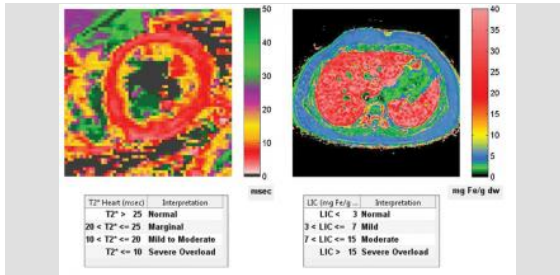 50
40
30
20
10
0
msec
40
35
30
25
20
15
10
5
0
mg Fe/g dw
T2* Heart (msec) Interpretation
T2* > 25 Normal
20 < T2* <= 25 Marginal
10 < T2* <= 20 Mild to Moderate
T2* <= 10 Severe Overload
LIC (mg Fe/g ... Interpretation
LIC < 3 Normal
3 < LIC <= 7 Mild
7 < LIC <= 15 Moderate
LIC > 15 Severe Overload